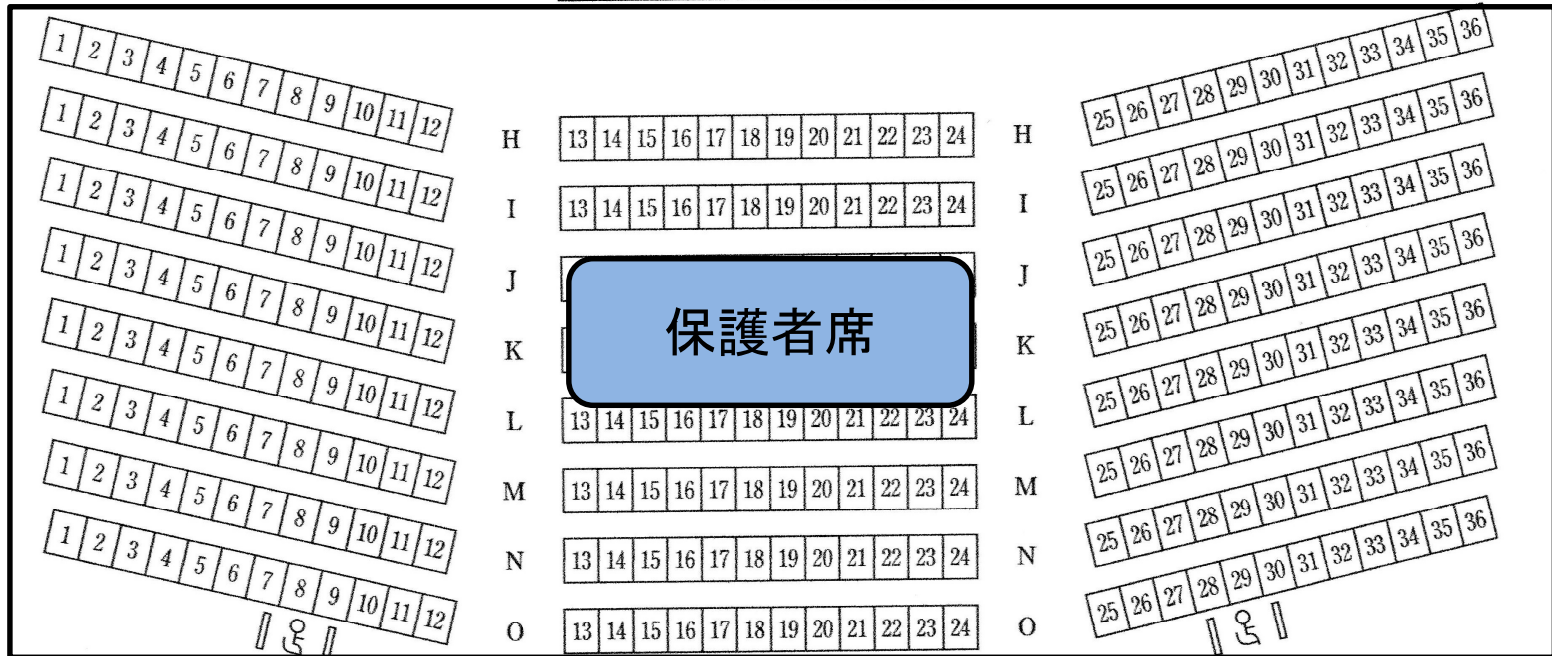 1 2 3 4 5 6 7 8 9 10 11 12 H 13 14 15 16 17 18 19 20 21 22 23 24 H 25 26 27 28 29 30 31 32 33 34 35 36
1 2 3 4 5 6 7 8 9 10 11 12 I 13 14 15 16 17 18 19 20 21 22 23 24 I 25 26 27 28 29 30 31 32 33 34 35 36
1 2 3 4 5 6 7 8 9 10 11 12 J J 25 26 27 28 29 30 31 32 33 34 35 36
保護者席
1 2 3 4 5 6 7 8 9 10 11 12 K K 25 26 27 28 29 30 31 32 33 34 35 36
1 2 3 4 5 6 7 8 9 10 11 12 L 13 14 15 16 17 18 19 20 21 22 23 24 L 25 26 27 28 29 30 31 32 33 34 35 36
1 2 3 4 5 6 7 8 9 10 11 12 M 13 14 15 16 17 18 19 20 21 22 23 24 M 25 26 27 28 29 30 31 32 33 34 35 36
1 2 3 4 5 6 7 8 9 10 11 12 N 13 14 15 16 17 18 19 20 21 22 23 24 N 25 26 27 28 29 30 31 32 33 34 35 36
1 2 3 4 5 6 7 8 9 10 11 12 O 13 14 15 16 17 18 19 20 21 22 23 24 O 25 26 27 28 29 30 31 32 33 34 35 36